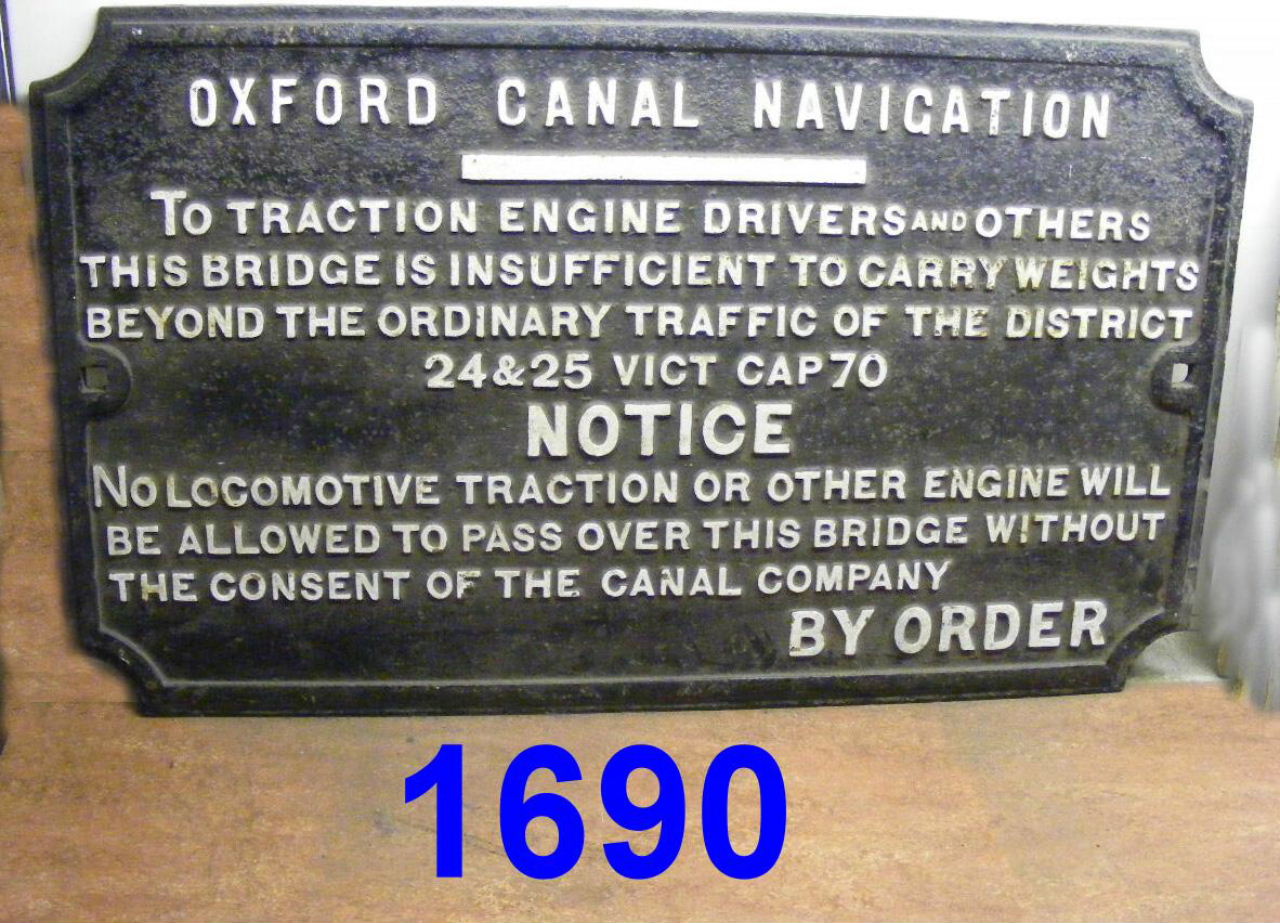 OXFORD CANAL NAVIGATION
TO TRACTION ENGINE DRIVERS AND OTHERS
THIS BRIDGE IS INSUFFICIENT TO CARRY WEIGHTS
BEYOND THE ORDINARY TRAFFIC OF THE DISTRICT
24 & 25 VICT CAP 70
NOTICE
NO LOCOMOTIVE TRACTION OR OTHER ENGINE WILL
BE ALLOWED TO PASS OVER THIS BRIDGE WITHOUT
THE CONSENT OF THE CANAL COMPANY
BY ORDER
1690